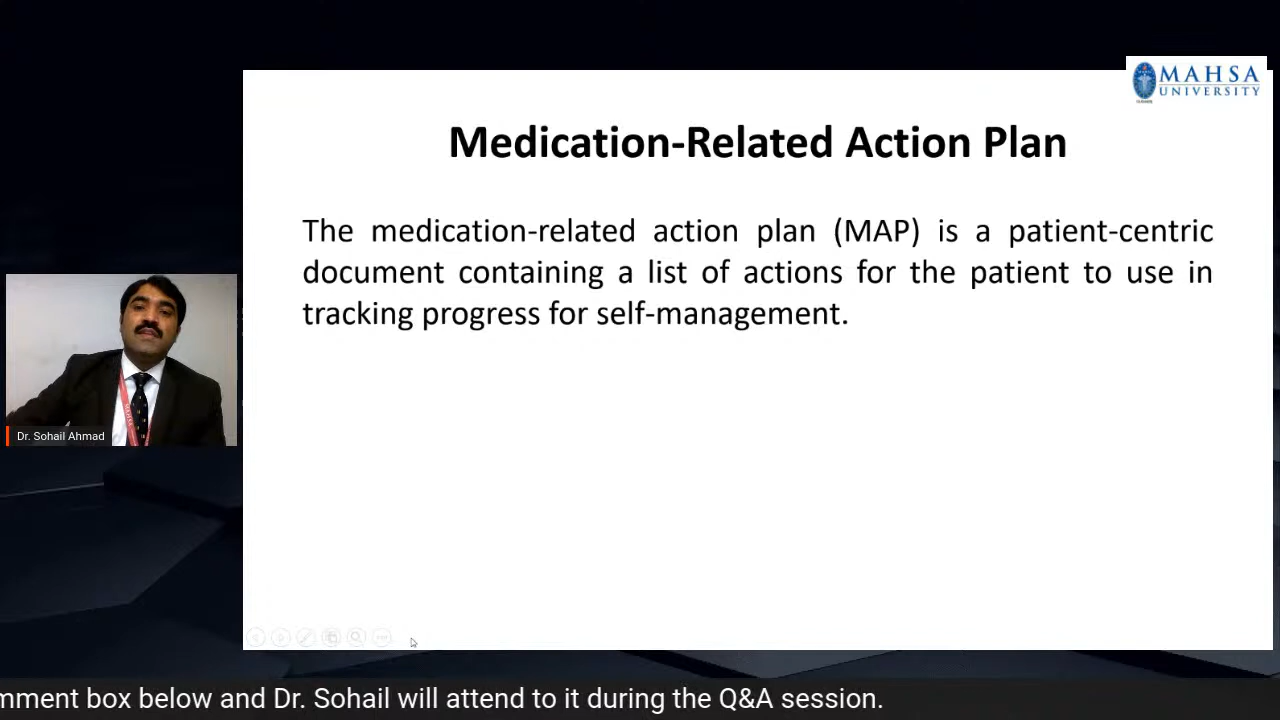 MAHSA
UNIVERSITY
Medication-Related Action Plan
The medication-related action plan (MAP) is a patient-centric
document containing a list of actions for the patient to use in
tracking progress for self-management.
Dr. Sohail Ahmad
box below and Dr. Sohail will attend to it during the Q&A session.